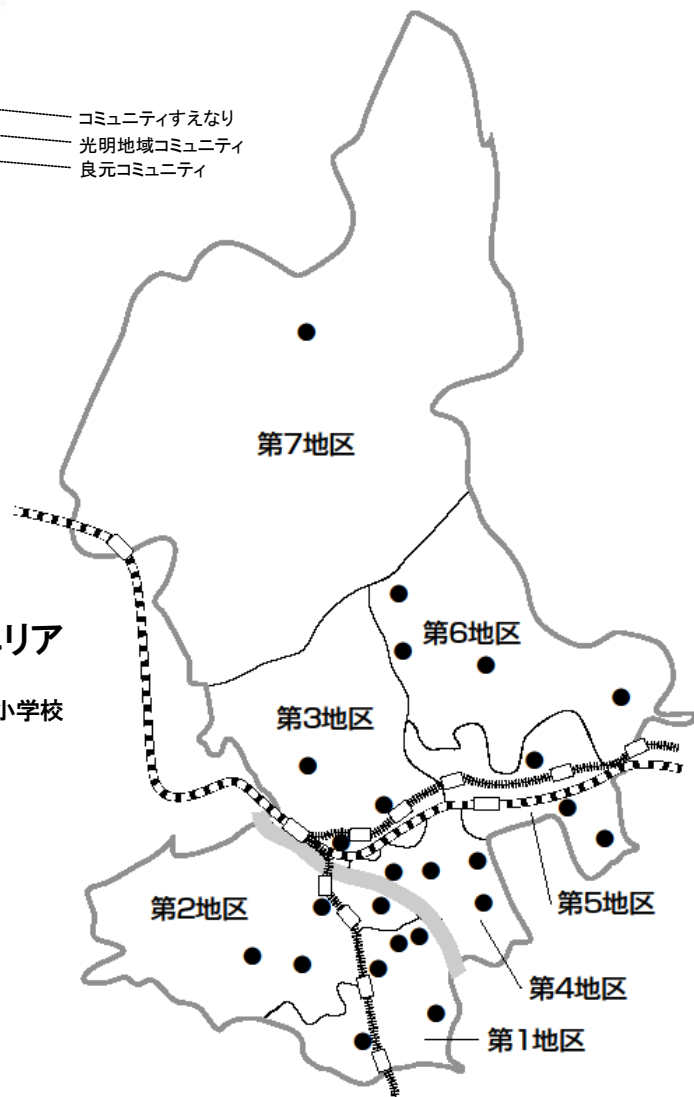 コミュニティすえなり
光明地域コミュニティ
良元コミュニティ
第7地区
第6地区
リア
小学校
第3地区
第2地区
第5地区
第4地区
第1地区